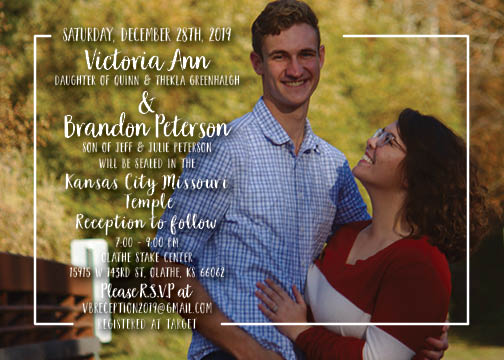 SATURDAY, DECEMBER 28TH, 2019
Victoria Ann
DAUGHTER OF QUINN & THEKLA GREENHALGH
&
Brandon Peterson
SON OF JEFF & JULIE PETERSON
WILL BE SEALED IN THE
Kansas City Missouri
Temple
Reception to follow
7:00 - 9:00 PM
OLATHE STAKE CENTER
15915 W 143RD ST, OLATHE, KS 66062
Please R.S.V.P at
VBRECEPTION2019@GMAIL.COM
REGISTERED AT TARGET